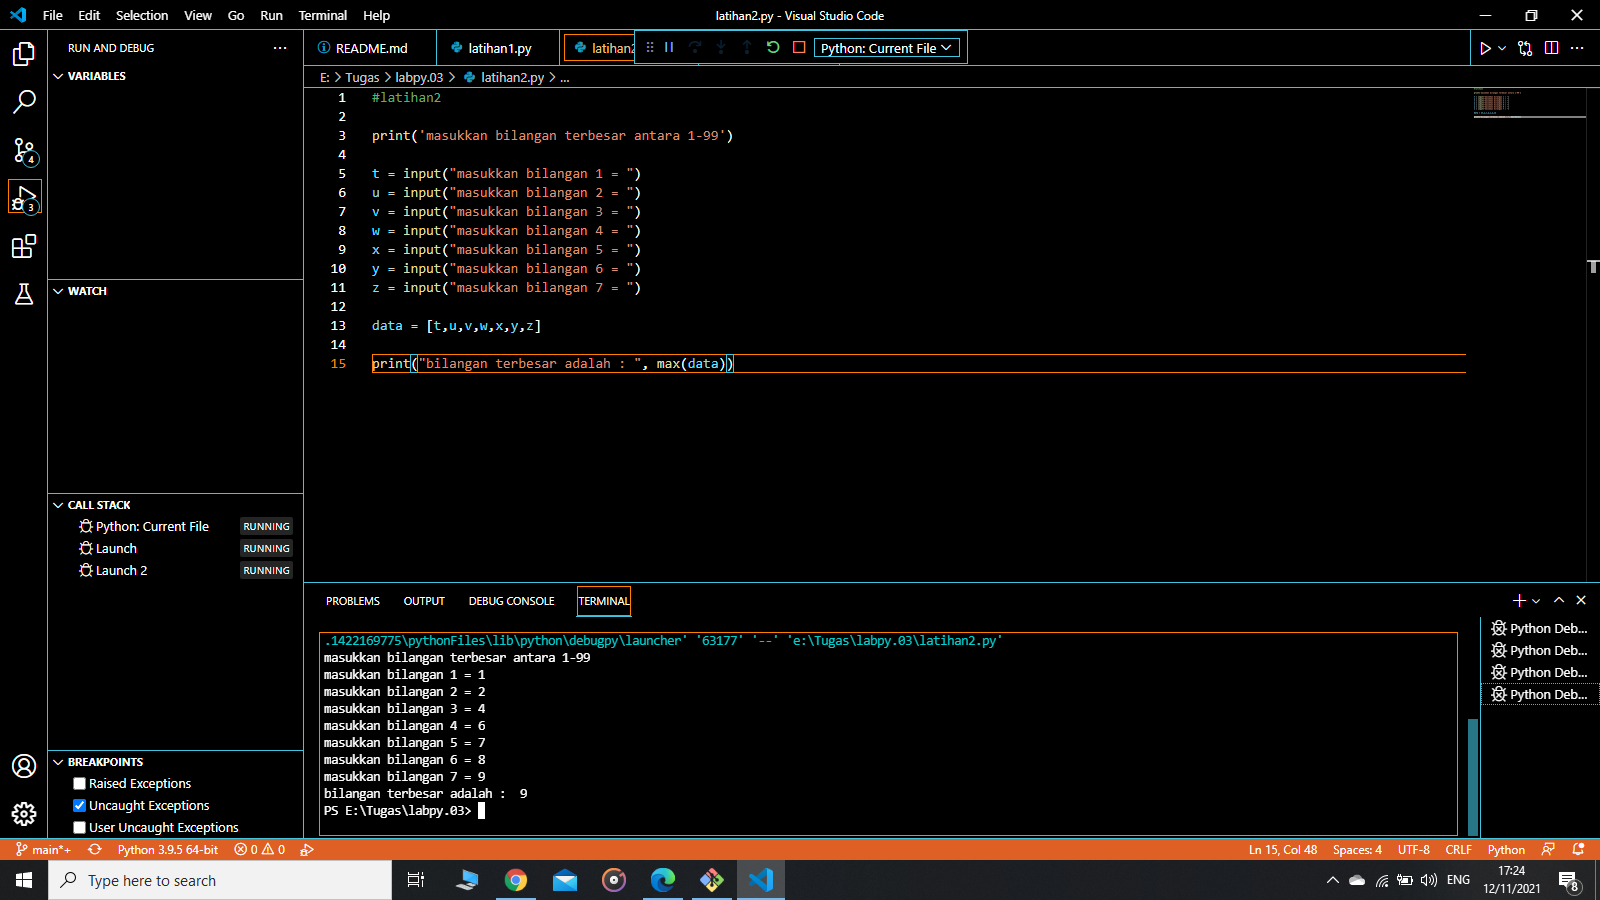 File Edit Selection View Go Run Terminal Help
latihan2.py - Visual Studio Code
RUN AND DEBUG
README.md
latihan1.py
latihan2
Python: Current File
E: > Tugas > labpy.03 > latihan2.py > ...
VARIABLES
WATCH
CALL STACK
Python: Current File RUNNING
Launch RUNNING
Launch 2 RUNNING
BREAKPOINTS
Raised Exceptions
Uncaught Exceptions
User Uncaught Exceptions
4
3
1 #latihan2
2
3 print('masukkan bilangan terbesar antara 1-99')
4
5 t = input("masukkan bilangan 1 = ")
6 u = input("masukkan bilangan 2 = ")
7 v = input("masukkan bilangan 3 = ")
8 w = input("masukkan bilangan 4 = ")
9 x = input("masukkan bilangan 5 = ")
10 y = input("masukkan bilangan 6 = ")
11 z = input("masukkan bilangan 7 = ")
12
13 data = [t,u,v,w,x,y,z]
14
15 print("bilangan terbesar adalah : ", max(data))
PROBLEMS OUTPUT DEBUG CONSOLE TERMINAL
.1422169775\pythonFiles\lib\python\debugpy\launcher' '63177' '--' 'e:\Tugas\labpy.03\latihan2.py'
masukkan bilangan terbesar antara 1-99
masukkan bilangan 1 = 1
masukkan bilangan 2 = 2
masukkan bilangan 3 = 4
masukkan bilangan 4 = 6
masukkan bilangan 5 = 7
masukkan bilangan 6 = 8
masukkan bilangan 7 = 9
bilangan terbesar adalah :  9
PS E:\Tugas\labpy.03>
Python Deb...
Python Deb...
Python Deb...
Python Deb...
main*+ Python 3.9.5 64-bit 0 0
Ln 15, Col 48 Spaces: 4 UTF-8 CRLF Python
Type here to search
ENG
17:24
12/11/2021
8